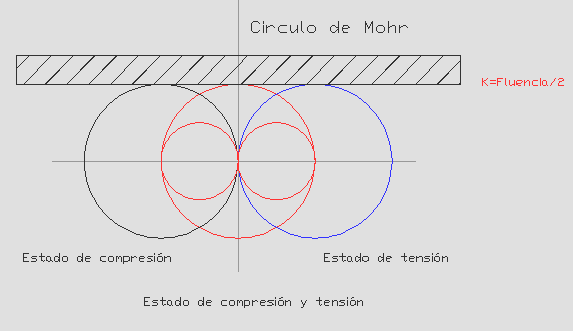 Circulo de Mohr
K=Fluencia/2
Estado de compresión
Estado de tensión
Estado de compresión y tensión